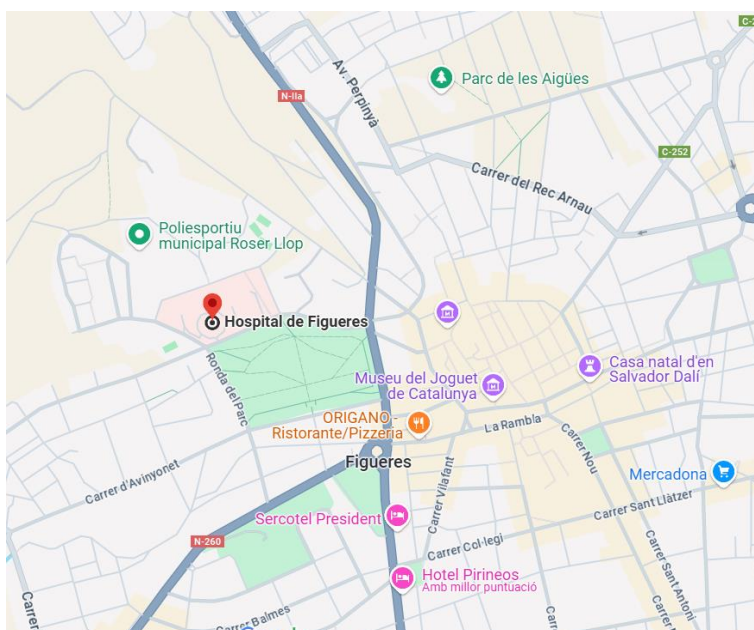 N-IIa
Av. Perpinyà
Parc de les Aigües
C-252
Carrer del Rec Arnau
Poliesportiu
municipal Roser Llop
Hospital de Figueres
Ronda del Parc
Museu del Joguet
de Catalunya
Casa natal d'en
Salvador Dalí
ORIGANO -
Ristorante/Pizzeria
La Rambla
Figueres
Carrer Vilafant
Carrer Nou
Mercadona
Carrer d'Avinyonet
Carrer Sant Llàtzer
Sercotel President
N-260
Carrer Col·legi
Hotel Pirineos
Amb millor puntuació
Carrer Sant Antoni
Carrer Balmes
Carrer